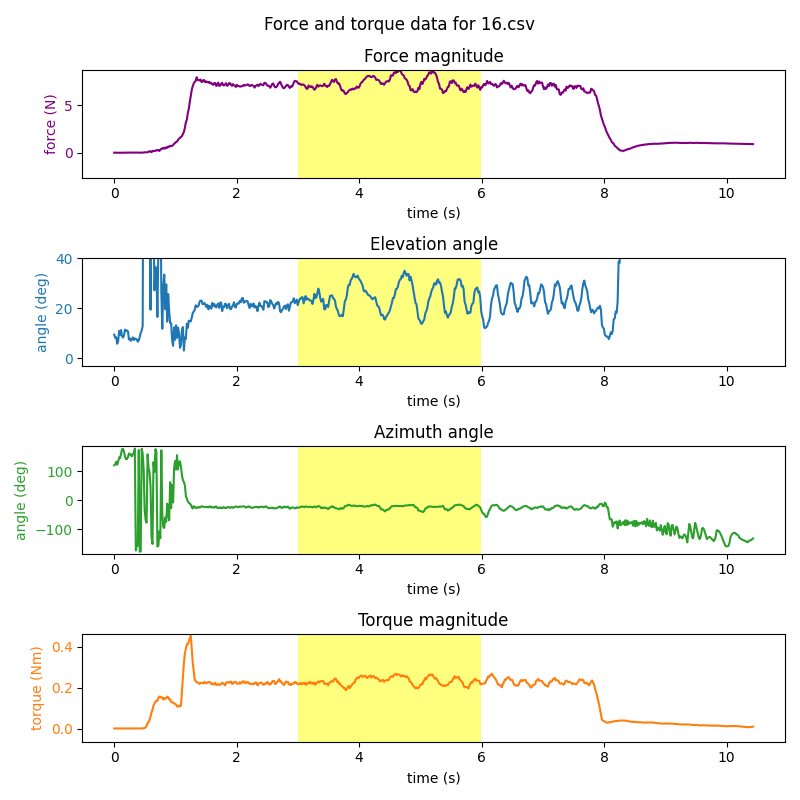 Force and torque data for 16.csv
Force magnitude
force (N)
5
0
0 2 4 6 8 10
time (s)
Elevation angle
angle (deg)
40
20
0
0 2 4 6 8 10
time (s)
Azimuth angle
angle (deg)
100
0
−100
0 2 4 6 8 10
time (s)
Torque magnitude
torque (Nm)
0.4
0.2
0.0
0 2 4 6 8 10
time (s)